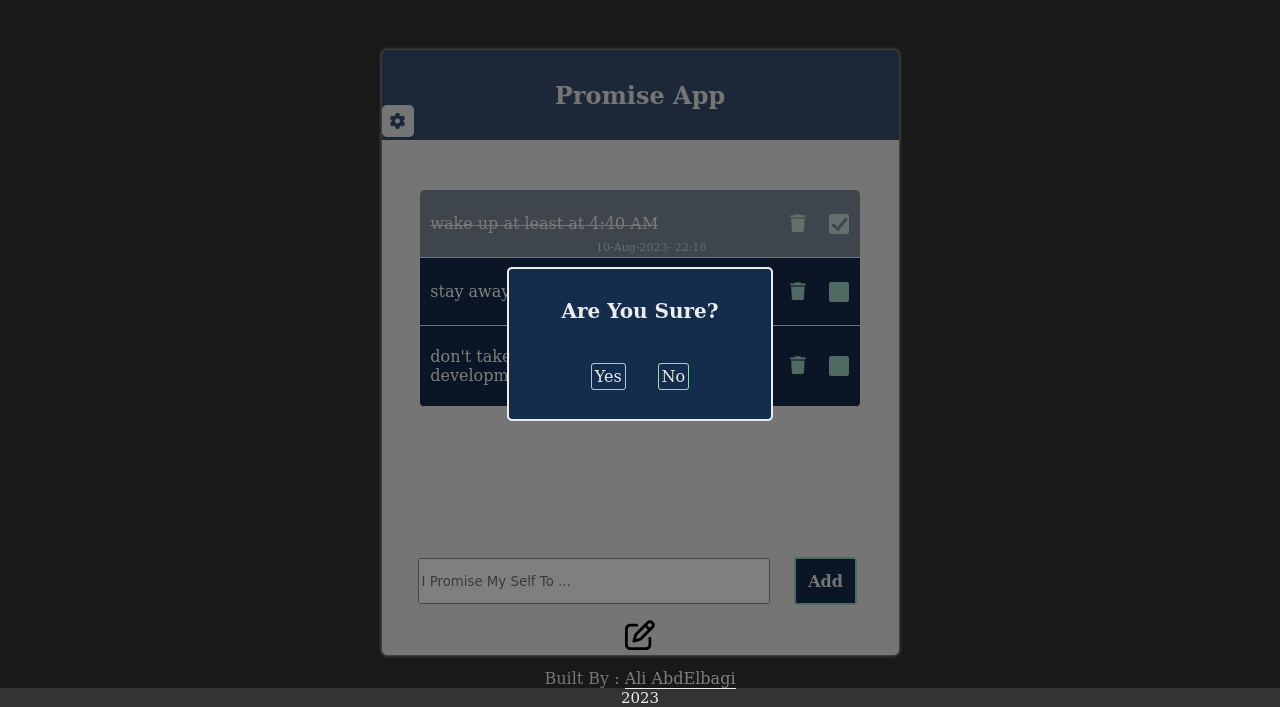 Promise App
wake up at least at 4:40 AM
10-Aug-2023- 22:16
stay away
don't take
developm
Are You Sure?
Yes No
I Promise My Self To ...
Add
Built By : Ali AbdElbagi
2023